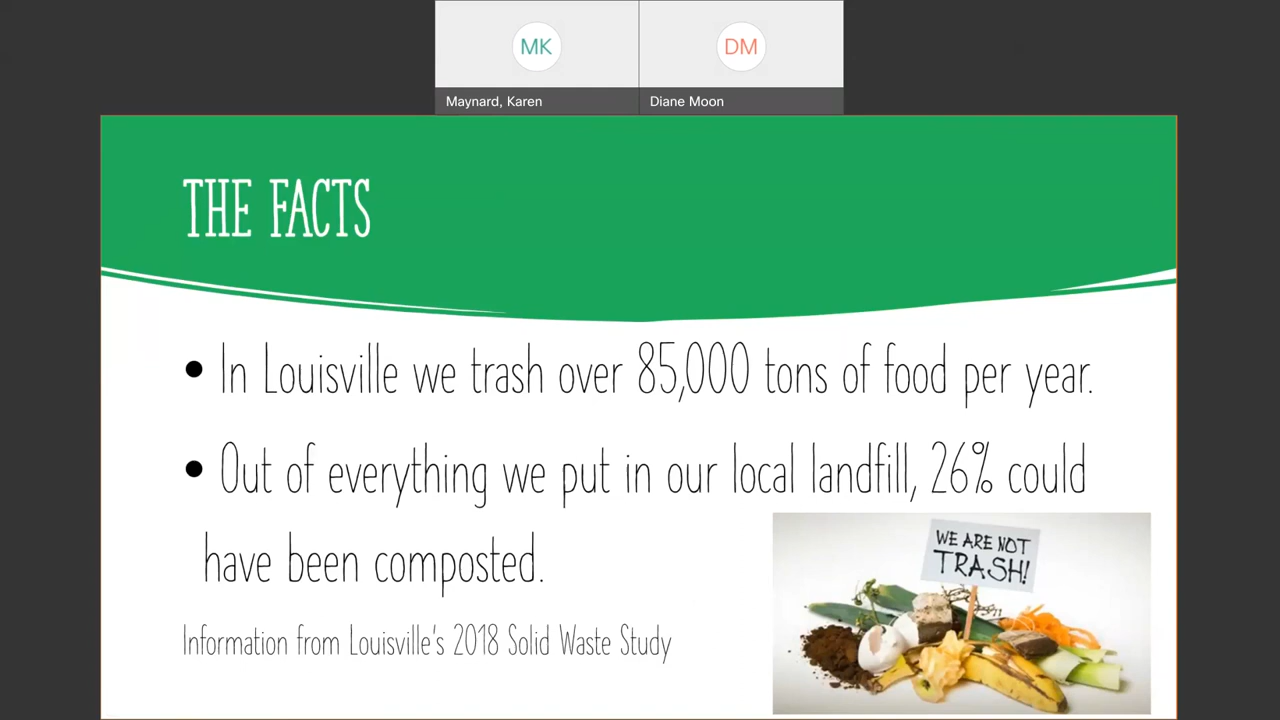 MK
DM
Maynard, Karen
Diane Moon
THE FACTS
• In Louisville we trash over 85,000 tons of food per year.
• Out of everything we put in our local landfill, 26% could
have been composted.
WE ARE NOT
TRASH!
Information from Louisville's 2018 Solid Waste Study